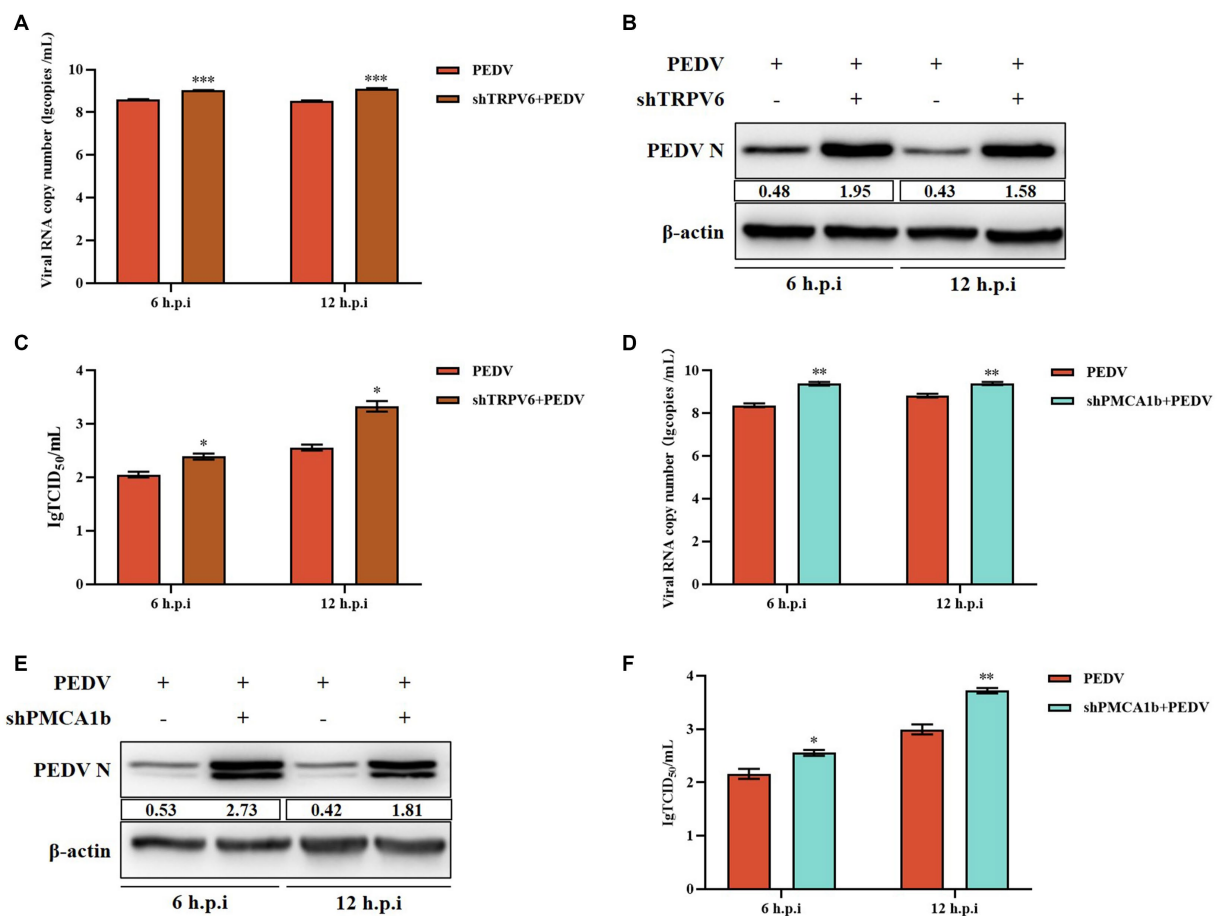 A
Viral RNA copy number (lgcopies /mL)
10
8
6
4
2
0
***
***
6 h.p.i
12 h.p.i
PEDV
shTRPV6+PEDV
B
PEDV + + + +
shTRPV6 - + - +
PEDV N
0.48 1.95 0.43 1.58
β-actin
6 h.p.i 12 h.p.i
C
lgTCID50/mL
4
3
2
1
0
*
*
6 h.p.i
12 h.p.i
PEDV
shTRPV6+PEDV
D
Viral RNA copy number (lgcopies /mL)
10
8
6
4
2
0
**
**
6 h.p.i
12 h.p.i
PEDV
shPMCA1b+PEDV
E
PEDV + + + +
shPMCA1b - + - +
PEDV N
0.53 2.73 0.42 1.81
β-actin
6 h.p.i 12 h.p.i
F
lgTCID50/mL
4
3
2
1
0
*
**
6 h.p.i
12 h.p.i
PEDV
shPMCA1b+PEDV